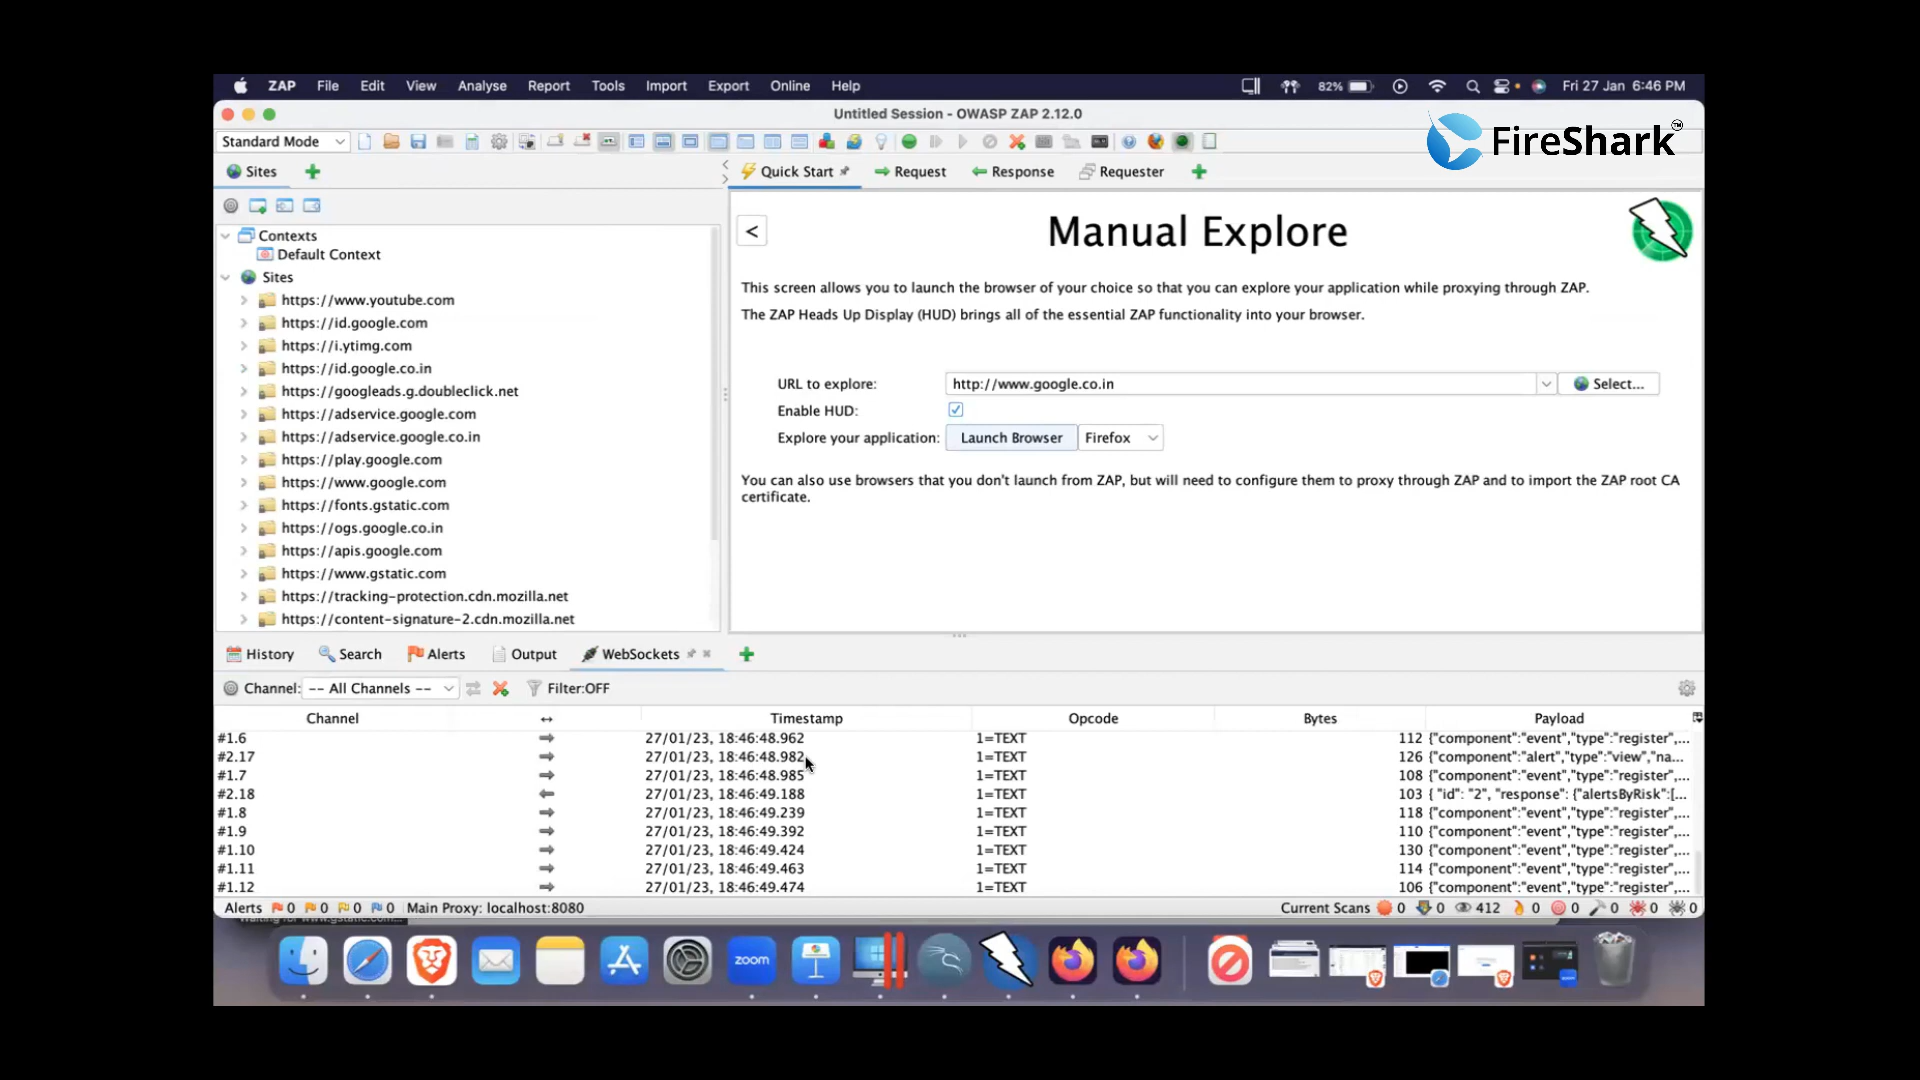 ZAP File Edit View Analyse Report Tools Import Export Online Help 82% Fri 27 Jan 6:46 PM
Untitled Session - OWASP ZAP 2.12.0
Standard Mode
FireShark™
Sites
Quick Start Request Response Requester
Contexts
Default Context
Sites
https://www.youtube.com
https://id.google.com
https://i.ytimg.com
https://id.google.co.in
https://googleads.g.doubleclick.net
https://adservice.google.com
https://adservice.google.co.in
https://play.google.com
https://www.google.com
https://fonts.gstatic.com
https://ogs.google.co.in
https://apis.google.com
https://www.gstatic.com
https://tracking-protection.cdn.mozilla.net
https://content-signature-2.cdn.mozilla.net
<
Manual Explore
This screen allows you to launch the browser of your choice so that you can explore your application while proxying through ZAP.
The ZAP Heads Up Display (HUD) brings all of the essential ZAP functionality into your browser.
URL to explore: http://www.google.co.in Select...
Enable HUD:
Explore your application: Launch Browser Firefox
You can also use browsers that you don't launch from ZAP, but will need to configure them to proxy through ZAP and to import the ZAP root CA
certificate.
History Search Alerts Output WebSockets
Channel: -- All Channels -- Filter:OFF
Channel ↔ Timestamp Opcode Bytes Payload
#1.6 27/01/23, 18:46:48.962 1=TEXT 112 {"component":"event","type":"register",...
#2.17 27/01/23, 18:46:48.982 1=TEXT 126 {"component":"alert","type":"view","na...
#1.7 27/01/23, 18:46:48.985 1=TEXT 108 {"component":"event","type":"register",...
#2.18 27/01/23, 18:46:49.188 1=TEXT 103 { "id": "2", "response": {"alertsByRisk":[...
#1.8 27/01/23, 18:46:49.239 1=TEXT 118 {"component":"event","type":"register",...
#1.9 27/01/23, 18:46:49.392 1=TEXT 110 {"component":"event","type":"register",...
#1.10 27/01/23, 18:46:49.424 1=TEXT 130 {"component":"event","type":"register",...
#1.11 27/01/23, 18:46:49.463 1=TEXT 114 {"component":"event","type":"register",...
#1.12 27/01/23, 18:46:49.474 1=TEXT 106 {"component":"event","type":"register",...
Alerts 0 0 0 0 Main Proxy: localhost:8080 Current Scans 0 0 412 0 0 0 0 0
zoom